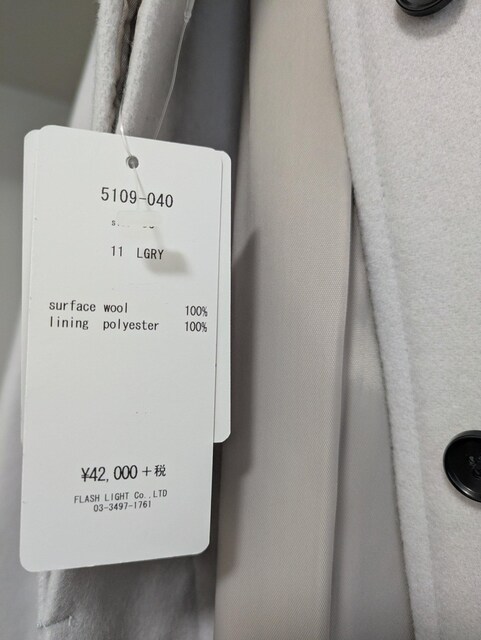 5109-040
11 LGRY
surface wool 100%
lining polyester 100%
¥42,000+税
FLASH LIGHT Co.,LTD
03-3497-1761